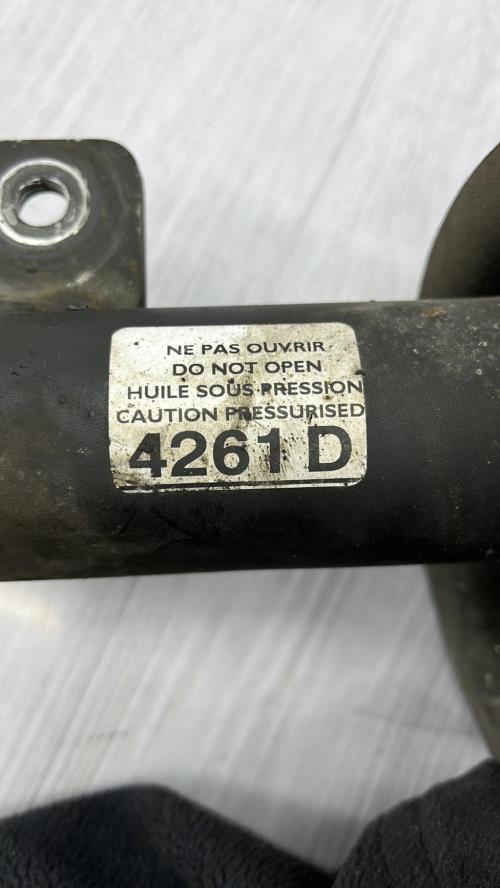 NE PAS OUVRIR
DO NOT OPEN
HUILE SOUS PRESSION
CAUTION PRESSURISED
4261 D